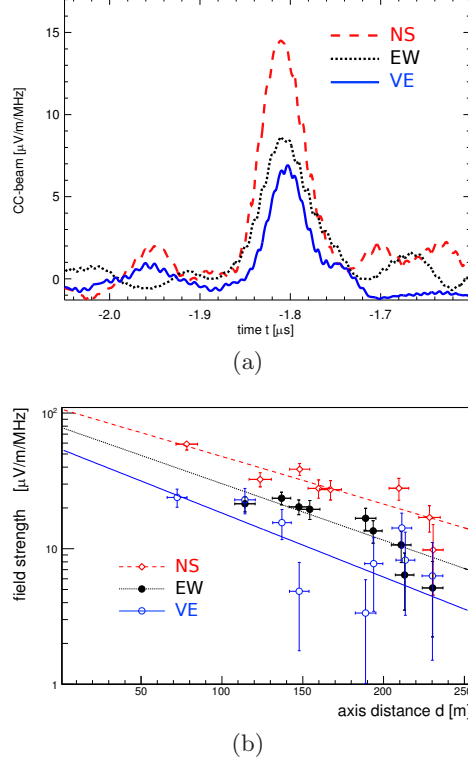 15
10
5
0
CC-beam [μV/m/MHz]
NS
EW
VE
-2.0
-1.9
-1.8
-1.7
time t [μs]
(a)
10²
10
1
field strength [μV/m/MHz]
NS
EW
VE
50
100
150
200
250
axis distance d [m]
(b)